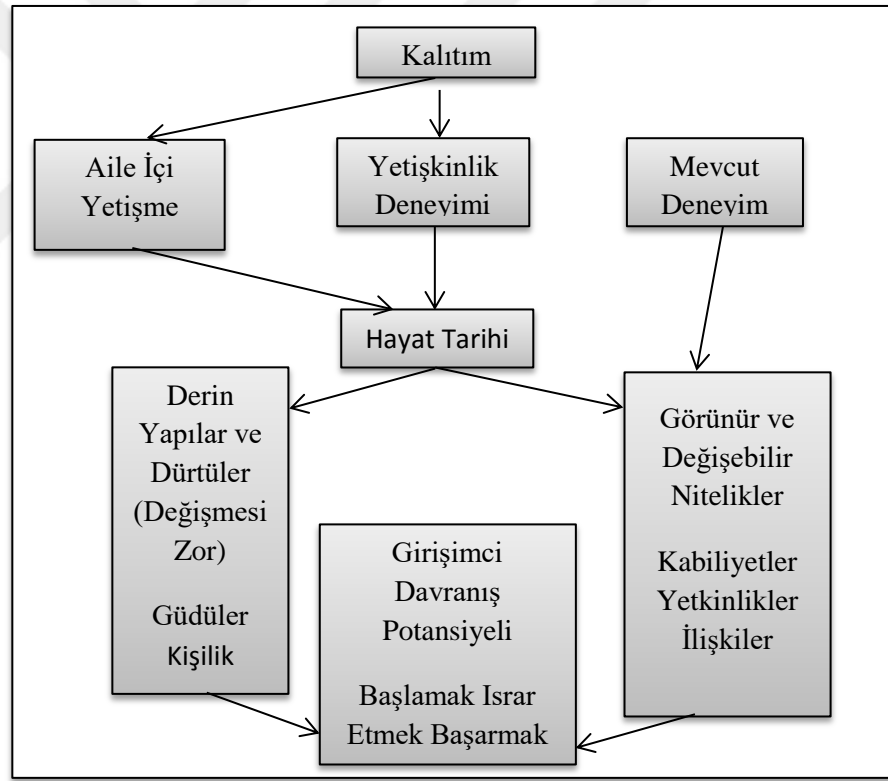 Kalıtım
Aile İçi
Yetişme
Yetişkinlik
Deneyimi
Mevcut
Deneyim
Hayat Tarihi
Derin
Yapılar ve
Dürtüler
(Değişmesi
Zor)
Güdüler
Kişilik
Girişimci
Davranış
Potansiyeli
Başlamak Israr
Etmek Başarmak
Görünür ve
Değişebilir
Nitelikler
Kabiliyetler
Yetkinlikler
İlişkiler